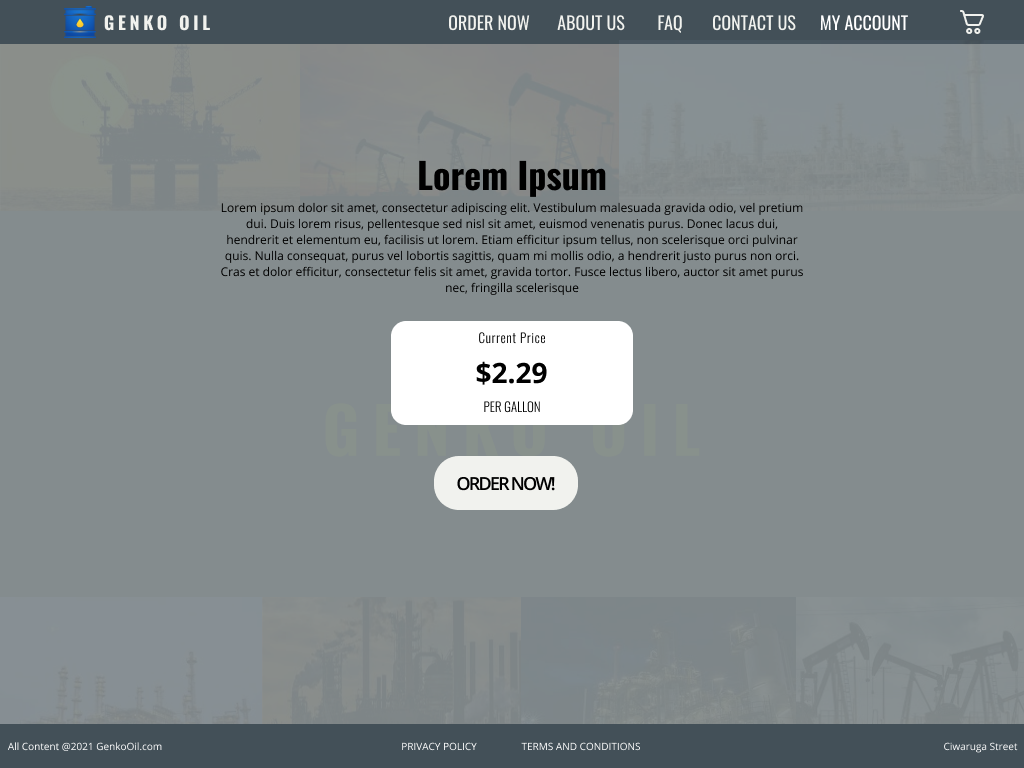 GENKO OIL
ORDER NOW ABOUT US FAQ CONTACT US MY ACCOUNT
Lorem Ipsum
Lorem ipsum dolor sit amet, consectetur adipiscing elit. Vestibulum malesuada gravida odio, vel pretium
dui. Duis lorem risus, pellentesque sed nisl sit amet, euismod venenatis purus. Donec lacus dui,
hendrerit et elementum eu, facilisis ut lorem. Etiam efficitur ipsum tellus, non scelerisque orci pulvinar
quis. Nulla consequat, purus vel lobortis sagittis, quam mi mollis odio, a hendrerit justo purus non orci.
Cras et dolor efficitur, consectetur felis sit amet, gravida tortor. Fusce lectus libero, auctor sit amet purus
nec, fringilla scelerisque
Current Price
$2.29
PER GALLON
GENKO OIL
ORDER NOW!
All Content @2021 GenkoOil.com PRIVACY POLICY TERMS AND CONDITIONS Ciwaruga Street